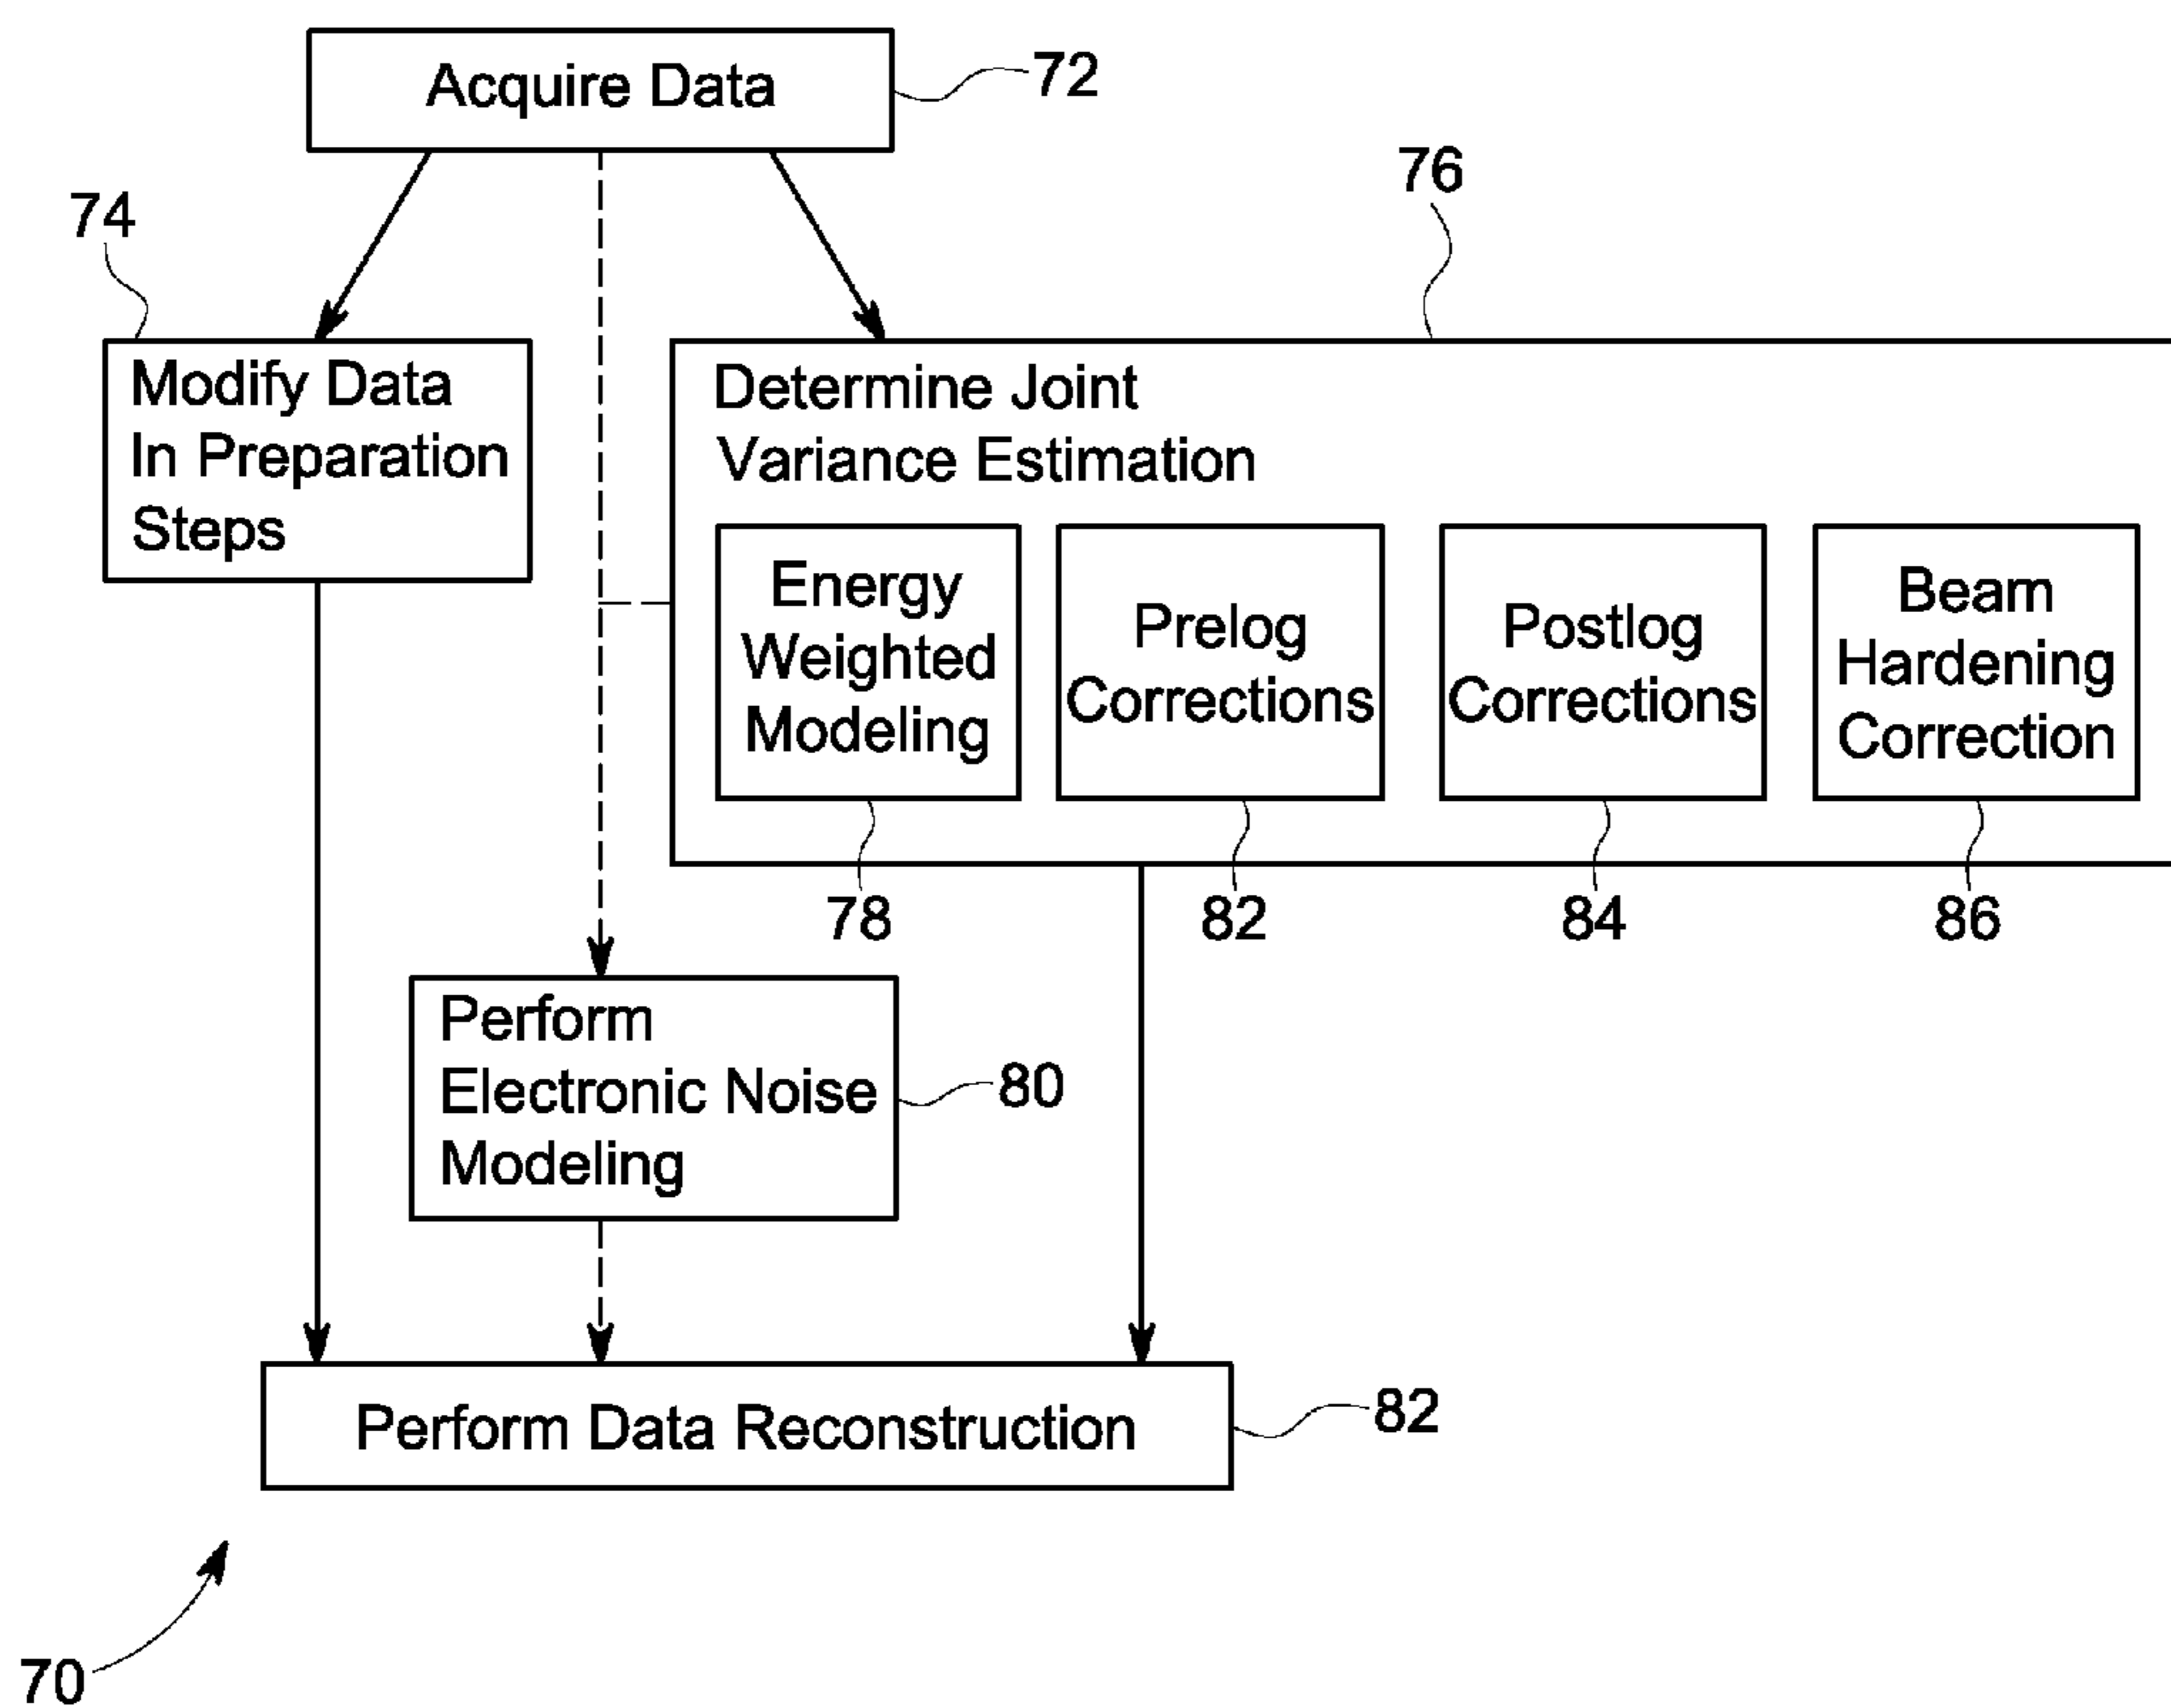 Acquire Data
72
74
76
Modify Data
In Preparation
Steps
Determine Joint
Variance Estimation
Energy
Weighted
Modeling
Prelog
Corrections
Postlog
Corrections
Beam
Hardening
Correction
78
82
84
86
Perform
Electronic Noise
Modeling
80
Perform Data Reconstruction
82
70